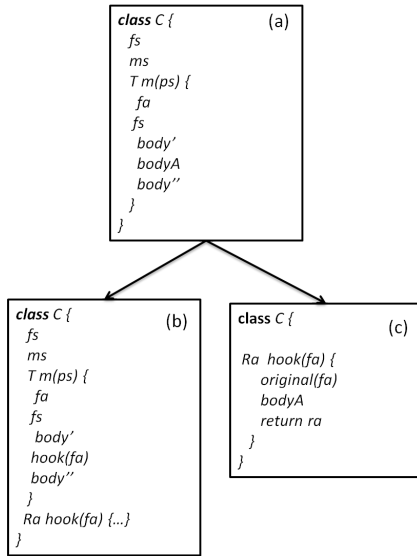 class C {
(a)
fs
ms
T m(ps) {
fa
fs
body'
bodyA
body''
}
}
class C {
(b)
fs
ms
T m(ps) {
fa
fs
body'
hook(fa)
body''
}
Ra hook(fa) {...}
}
class C {
(c)
Ra hook(fa) {
original(fa)
bodyA
return ra
}
}